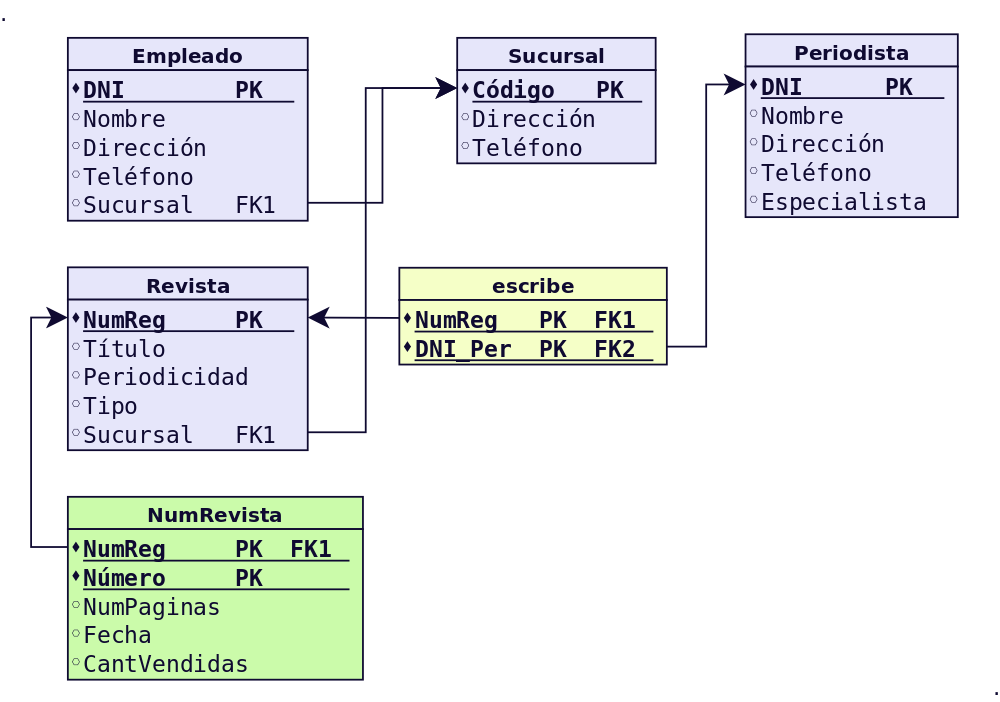 Empleado
DNI PK
Nombre
Dirección
Teléfono
Sucursal FK1
Sucursal
Código PK
Dirección
Teléfono
Periodista
DNI PK
Nombre
Dirección
Teléfono
Especialista
Revista
NumReg PK
Título
Periodicidad
Tipo
Sucursal FK1
escribe
NumReg PK FK1
DNI_Per PK FK2
NumRevista
NumReg PK FK1
Número PK
NumPaginas
Fecha
CantVendidas